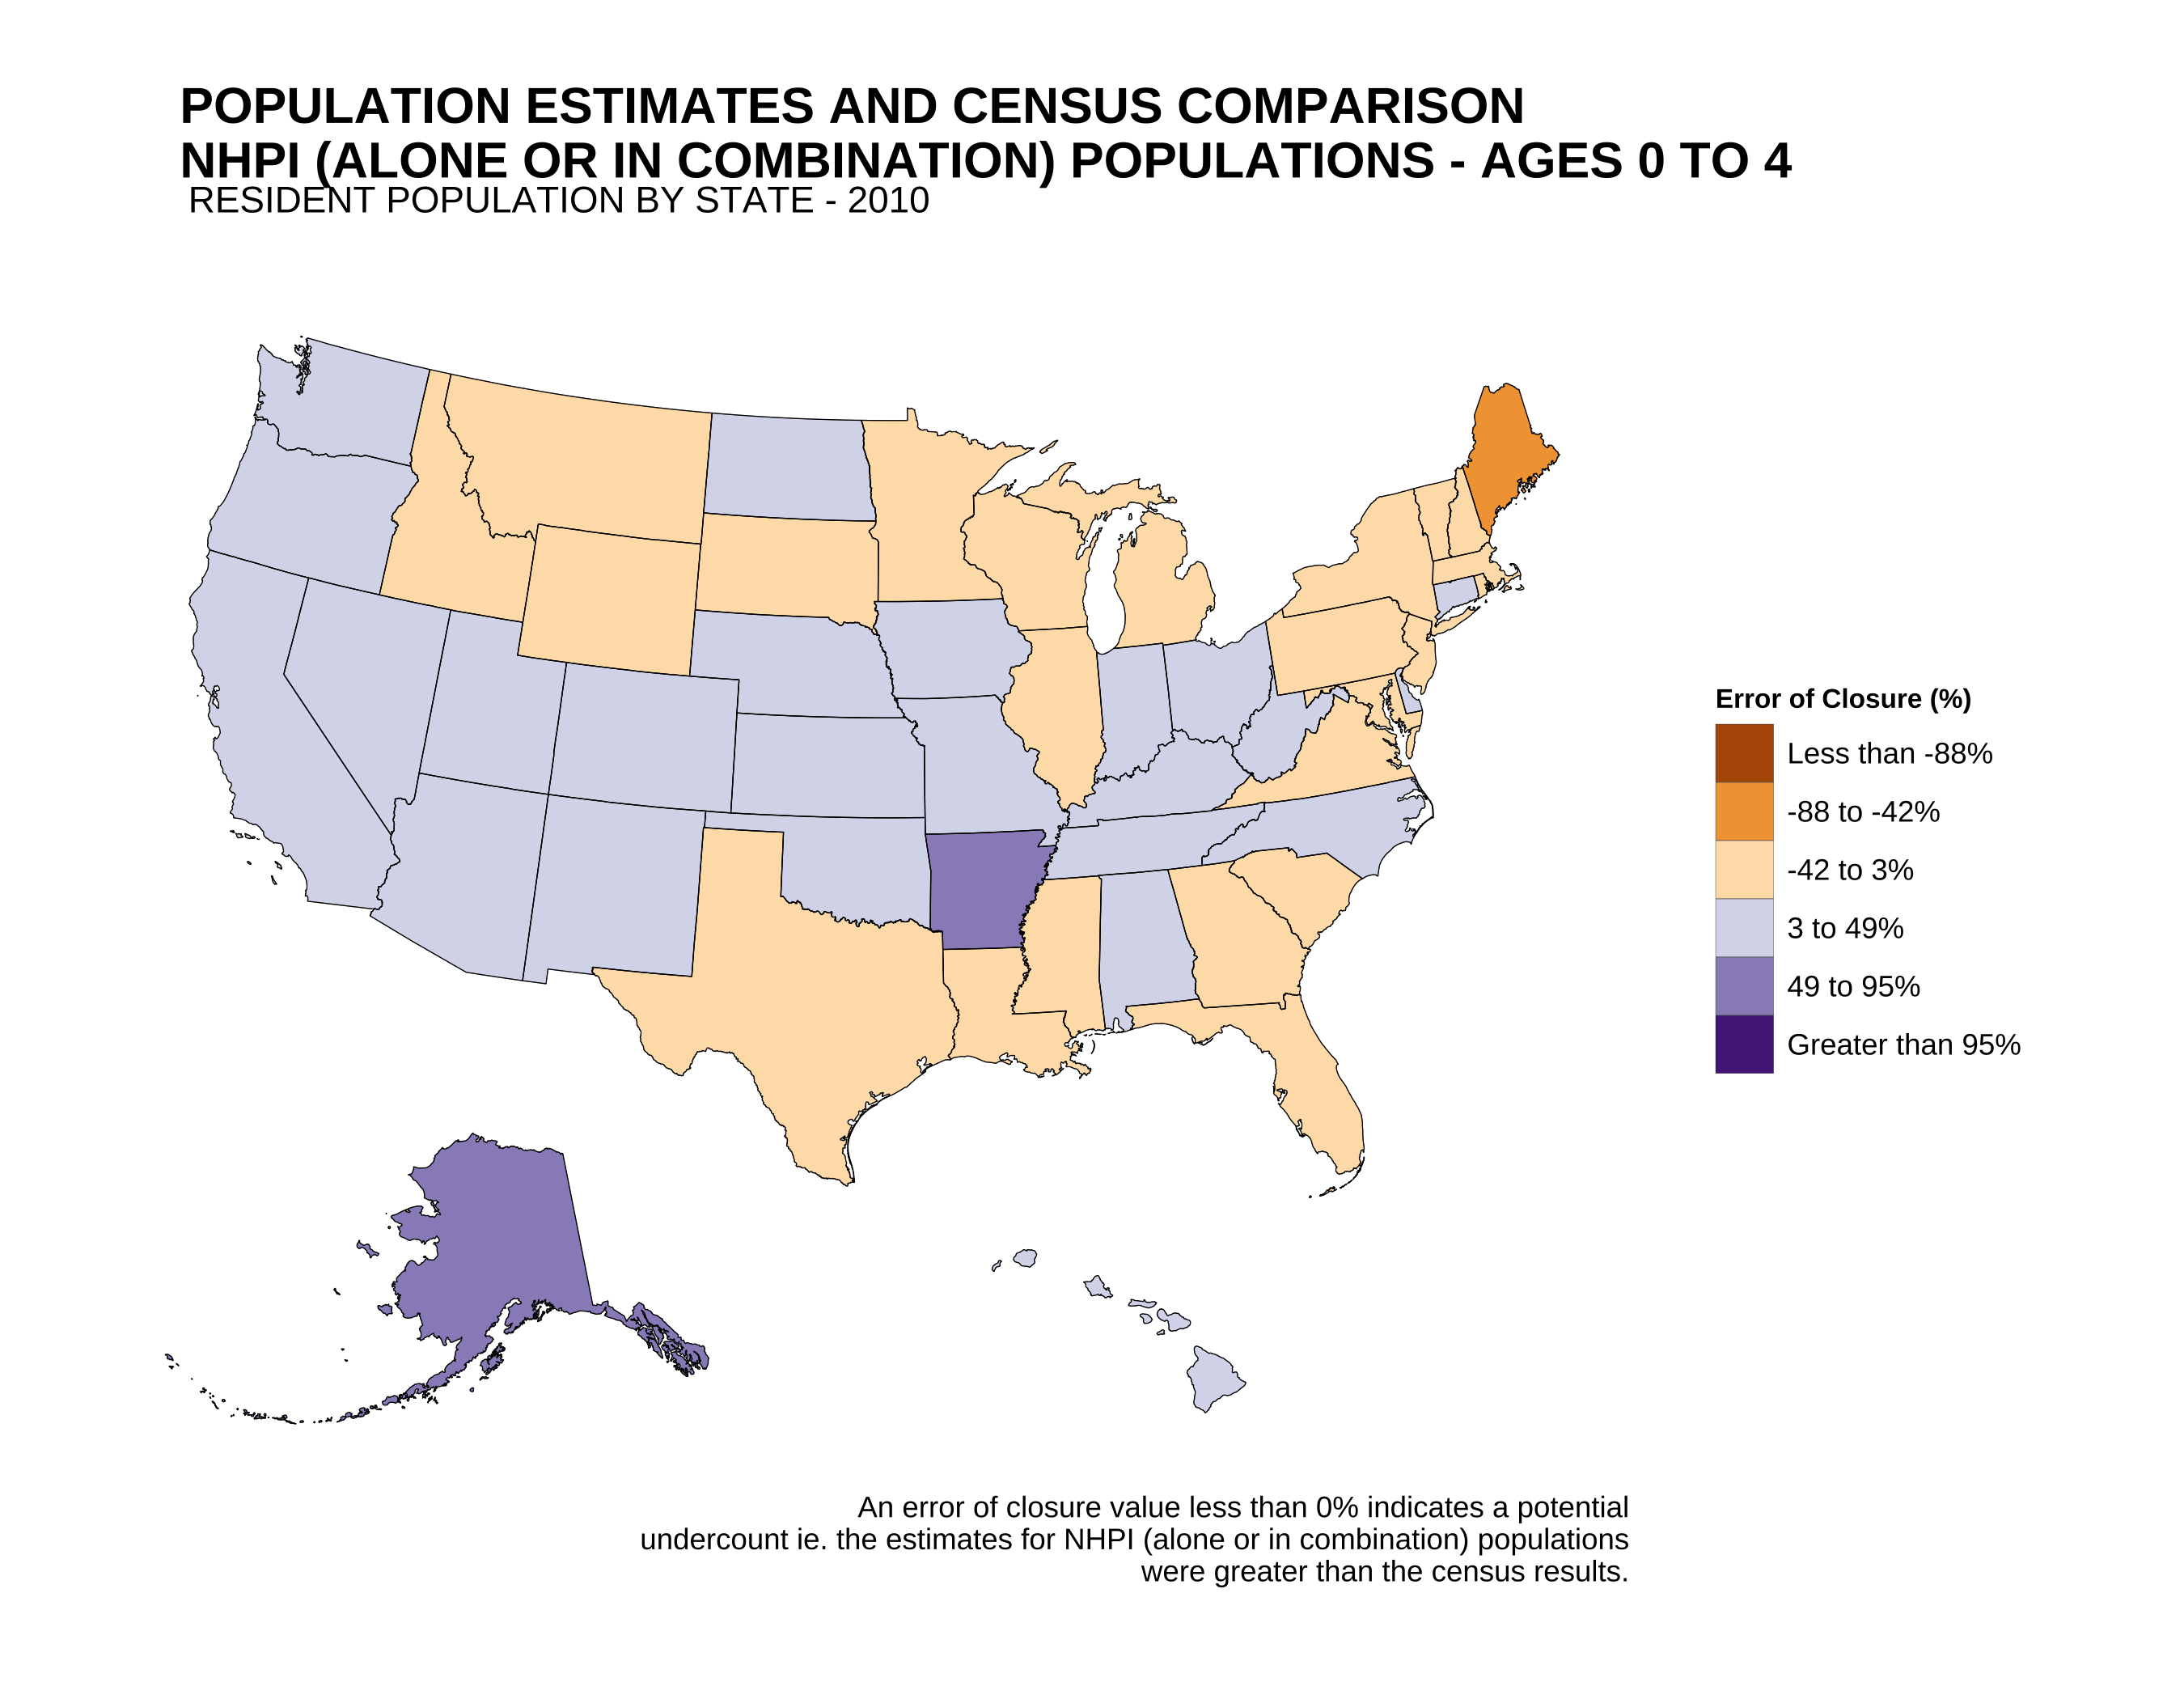 POPULATION ESTIMATES AND CENSUS COMPARISON
NHPI (ALONE OR IN COMBINATION) POPULATIONS - AGES 0 TO 4
RESIDENT POPULATION BY STATE - 2010
Error of Closure (%)
Less than -88%
-88 to -42%
-42 to 3%
3 to 49%
49 to 95%
Greater than 95%
An error of closure value less than 0% indicates a potential
undercount ie. the estimates for NHPI (alone or in combination) populations
were greater than the census results.